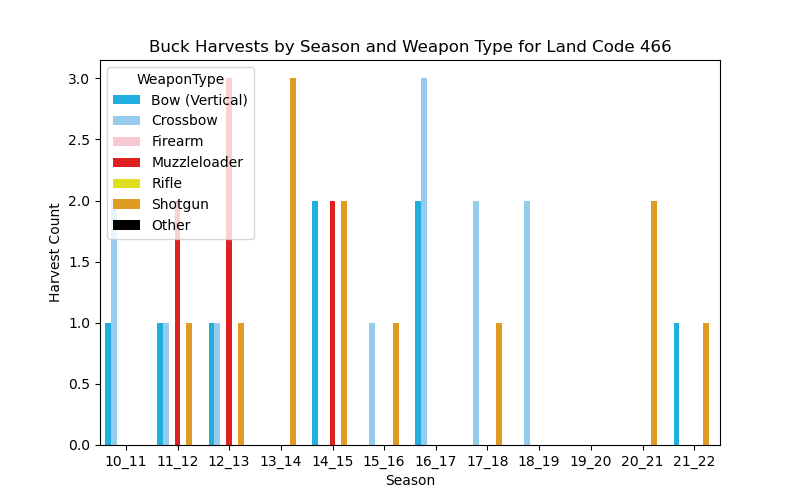 Buck Harvests by Season and Weapon Type for Land Code 466
WeaponType
Bow (Vertical)
Crossbow
Firearm
Muzzleloader
Rifle
Shotgun
Other
Harvest Count
3.0
2.5
2.0
1.5
1.0
0.5
0.0
10_11 11_12 12_13 13_14 14_15 15_16 16_17 17_18 18_19 19_20 20_21 21_22
Season